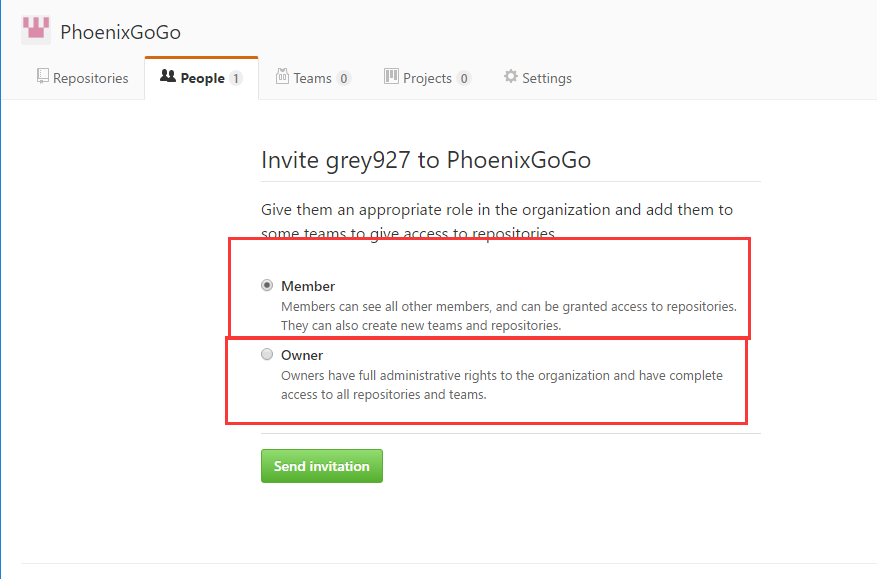 PhoenixGoGo
Repositories People 1 Teams 0 Projects 0 Settings
Invite grey927 to PhoenixGoGo
Give them an appropriate role in the organization and add them to
some teams to give access to repositories.
Member
Members can see all other members, and can be granted access to repositories.
They can also create new teams and repositories.
Owner
Owners have full administrative rights to the organization and have complete
access to all repositories and teams.
Send invitation